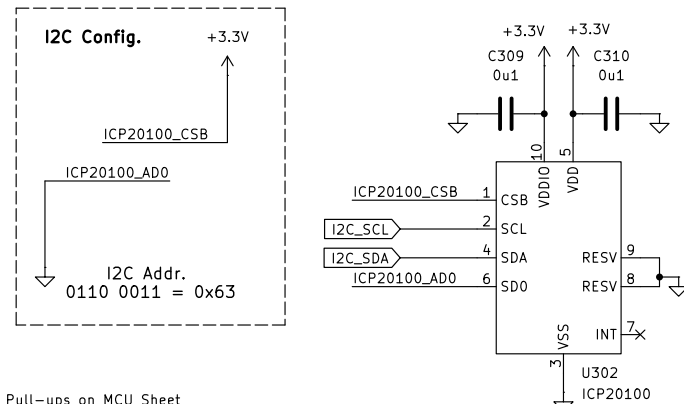 I2C Config.
+3.3V
ICP20100_CSB
ICP20100_AD0
I2C Addr.
0110 0011 = 0x63
+3.3V
+3.3V
C309
0u1
C310
0u1
10
VDDIO
5
VDD
ICP20100_CSB
1
CSB
I2C_SCL
2
SCL
I2C_SDA
4
SDA
ICP20100_AD0
6
SDO
RESV
9
RESV
8
INT
7
VSS
3
U302
ICP20100
Pull-ups on MCU Sheet